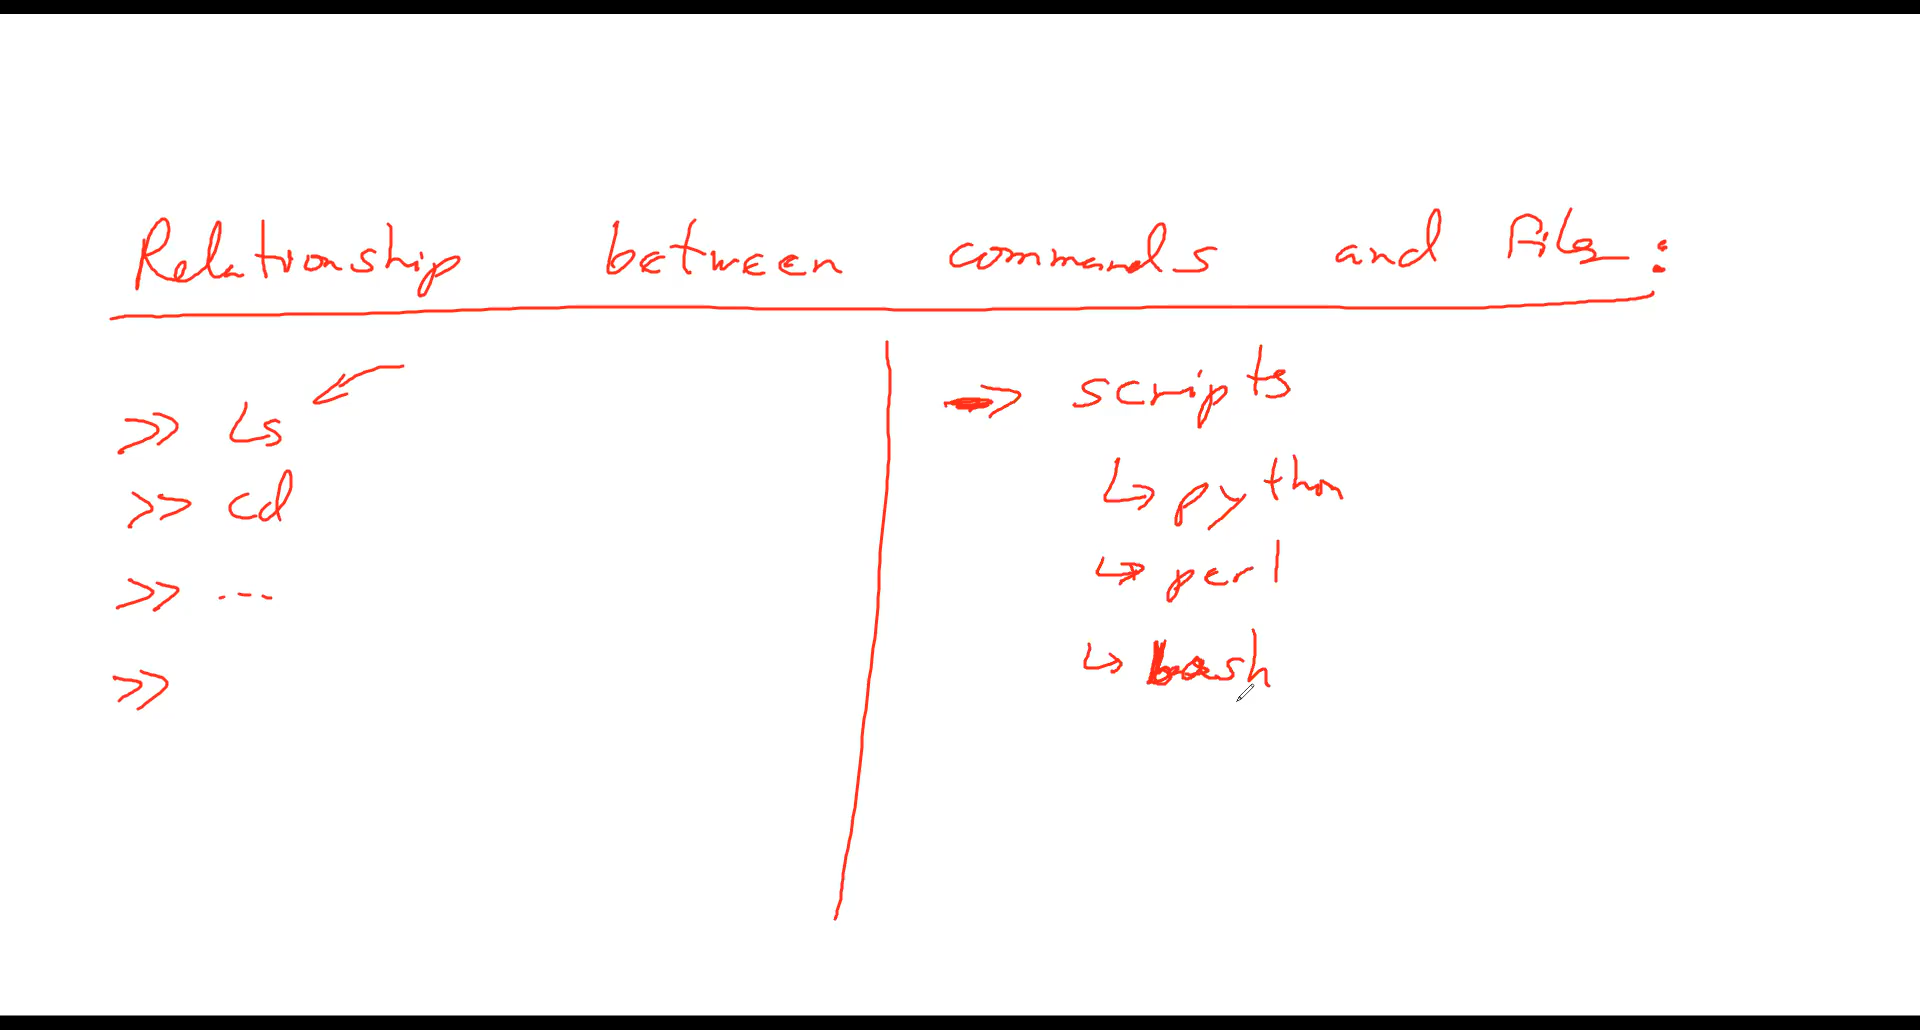 Relationship between commands and files:
>> Ls
>> cd
>> ...
>>
→ scripts
↳ python
↳ perl
↳ bash